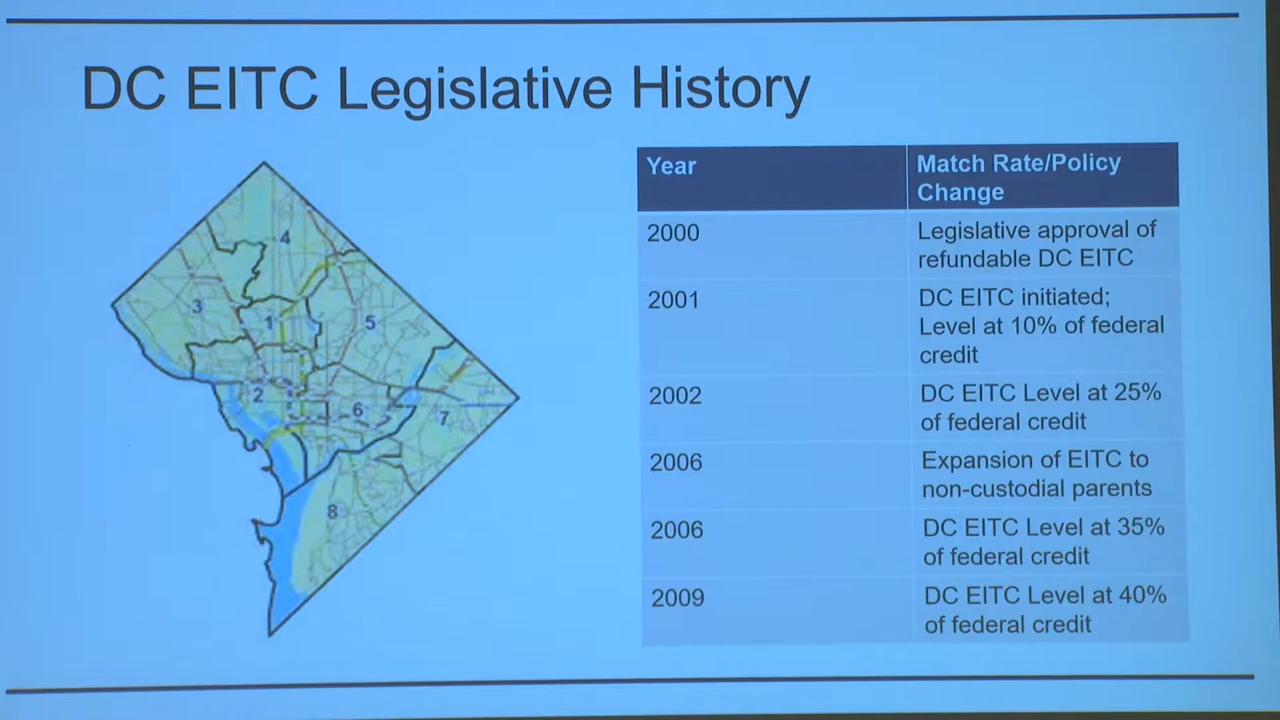 DC EITC Legislative History
4
3
1
5
2
6
7
8
Year
Match Rate/Policy
Change
2000
Legislative approval of
refundable DC EITC
2001
DC EITC initiated;
Level at 10% of federal
credit
2002
DC EITC Level at 25%
of federal credit
2006
Expansion of EITC to
non-custodial parents
2006
DC EITC Level at 35%
of federal credit
2009
DC EITC Level at 40%
of federal credit